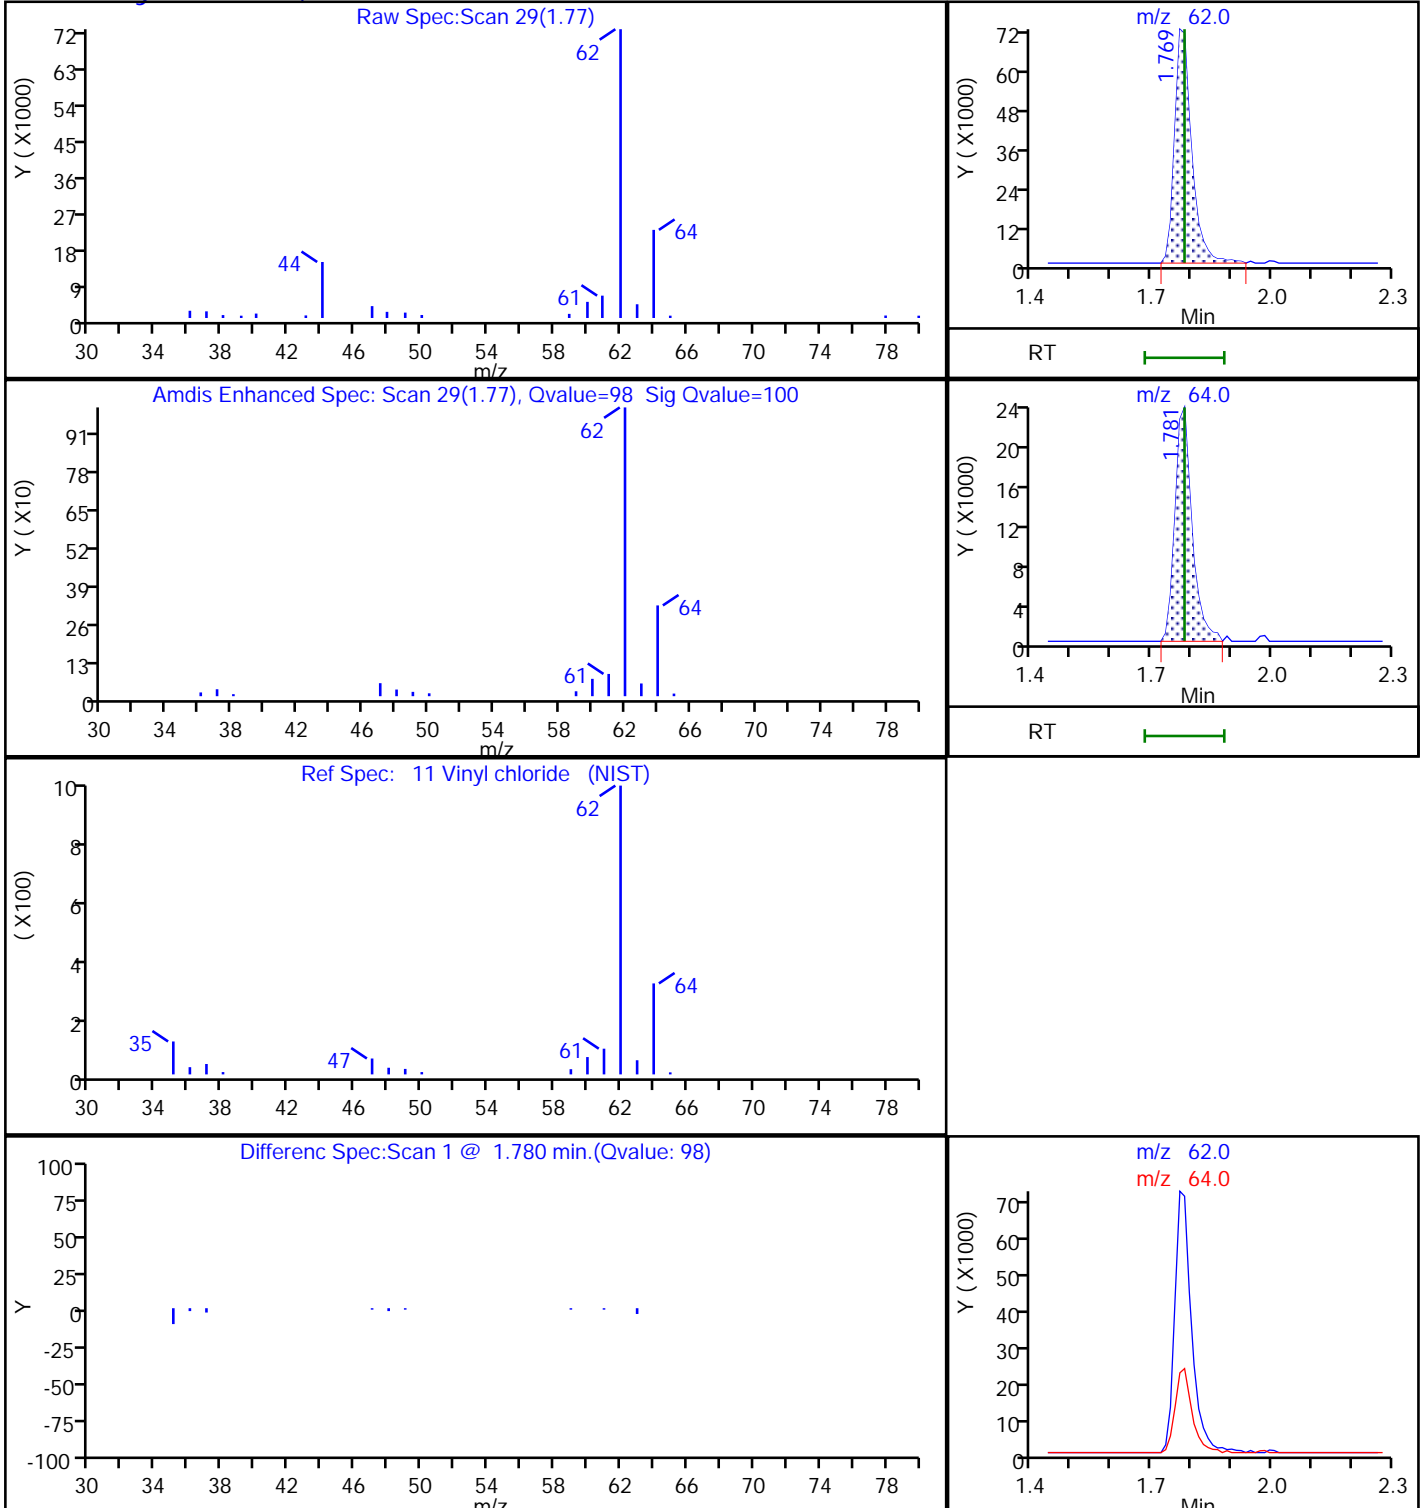 Raw Spec:Scan 29(1.77)
Y ( X1000)
72
63
54
45
36
27
18
9
0
62
64
44
61
30 34 38 42 46 50 54 58 62 66 70 74 78
m/z
m/z 62.0
Y ( X1000)
72
60
48
36
24
12
0
1.769
1.4 1.7 2.0 2.3
Min
RT
Amdis Enhanced Spec: Scan 29(1.77), Qvalue=98 Sig Qvalue=100
Y ( X10)
91
78
65
52
39
26
13
0
62
64
61
30 34 38 42 46 50 54 58 62 66 70 74 78
m/z
m/z 64.0
Y ( X1000)
24
20
16
12
8
4
0
1.781
1.4 1.7 2.0 2.3
Min
RT
Ref Spec: 11 Vinyl chloride (NIST)
( X100)
10
8
6
4
2
0
62
64
35
47
61
30 34 38 42 46 50 54 58 62 66 70 74 78
Differenc Spec:Scan 1 @ 1.780 min.(Qvalue: 98)
Y
100
75
50
25
0
-25
-50
-75
-100
30 34 38 42 46 50 54 58 62 66 70 74 78
m/z
m/z 62.0
m/z 64.0
Y ( X1000)
70
60
50
40
30
20
10
0
1.4 1.7 2.0 2.3
Min